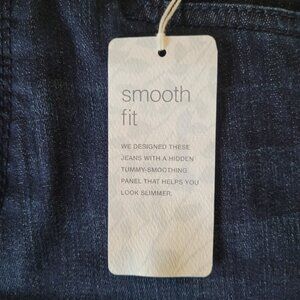 smooth
fit
WE DESIGNED THESE
JEANS WITH A HIDDEN
TUMMY-SMOOTHING
PANEL THAT HELPS YOU
LOOK SLIMMER.